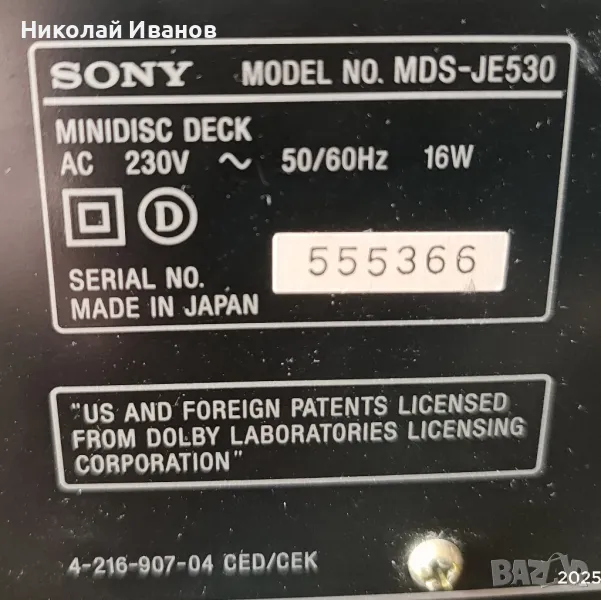 Николай Иванов
SONY MODEL NO. MDS-JE530
MINIDISC DECK
AC 230V ~ 50/60Hz 16W
D
SERIAL NO. 555366
MADE IN JAPAN
"US AND FOREIGN PATENTS LICENSED
FROM DOLBY LABORATORIES LICENSING
CORPORATION"
4-216-907-04 CED/CEK
BAZAR
2025